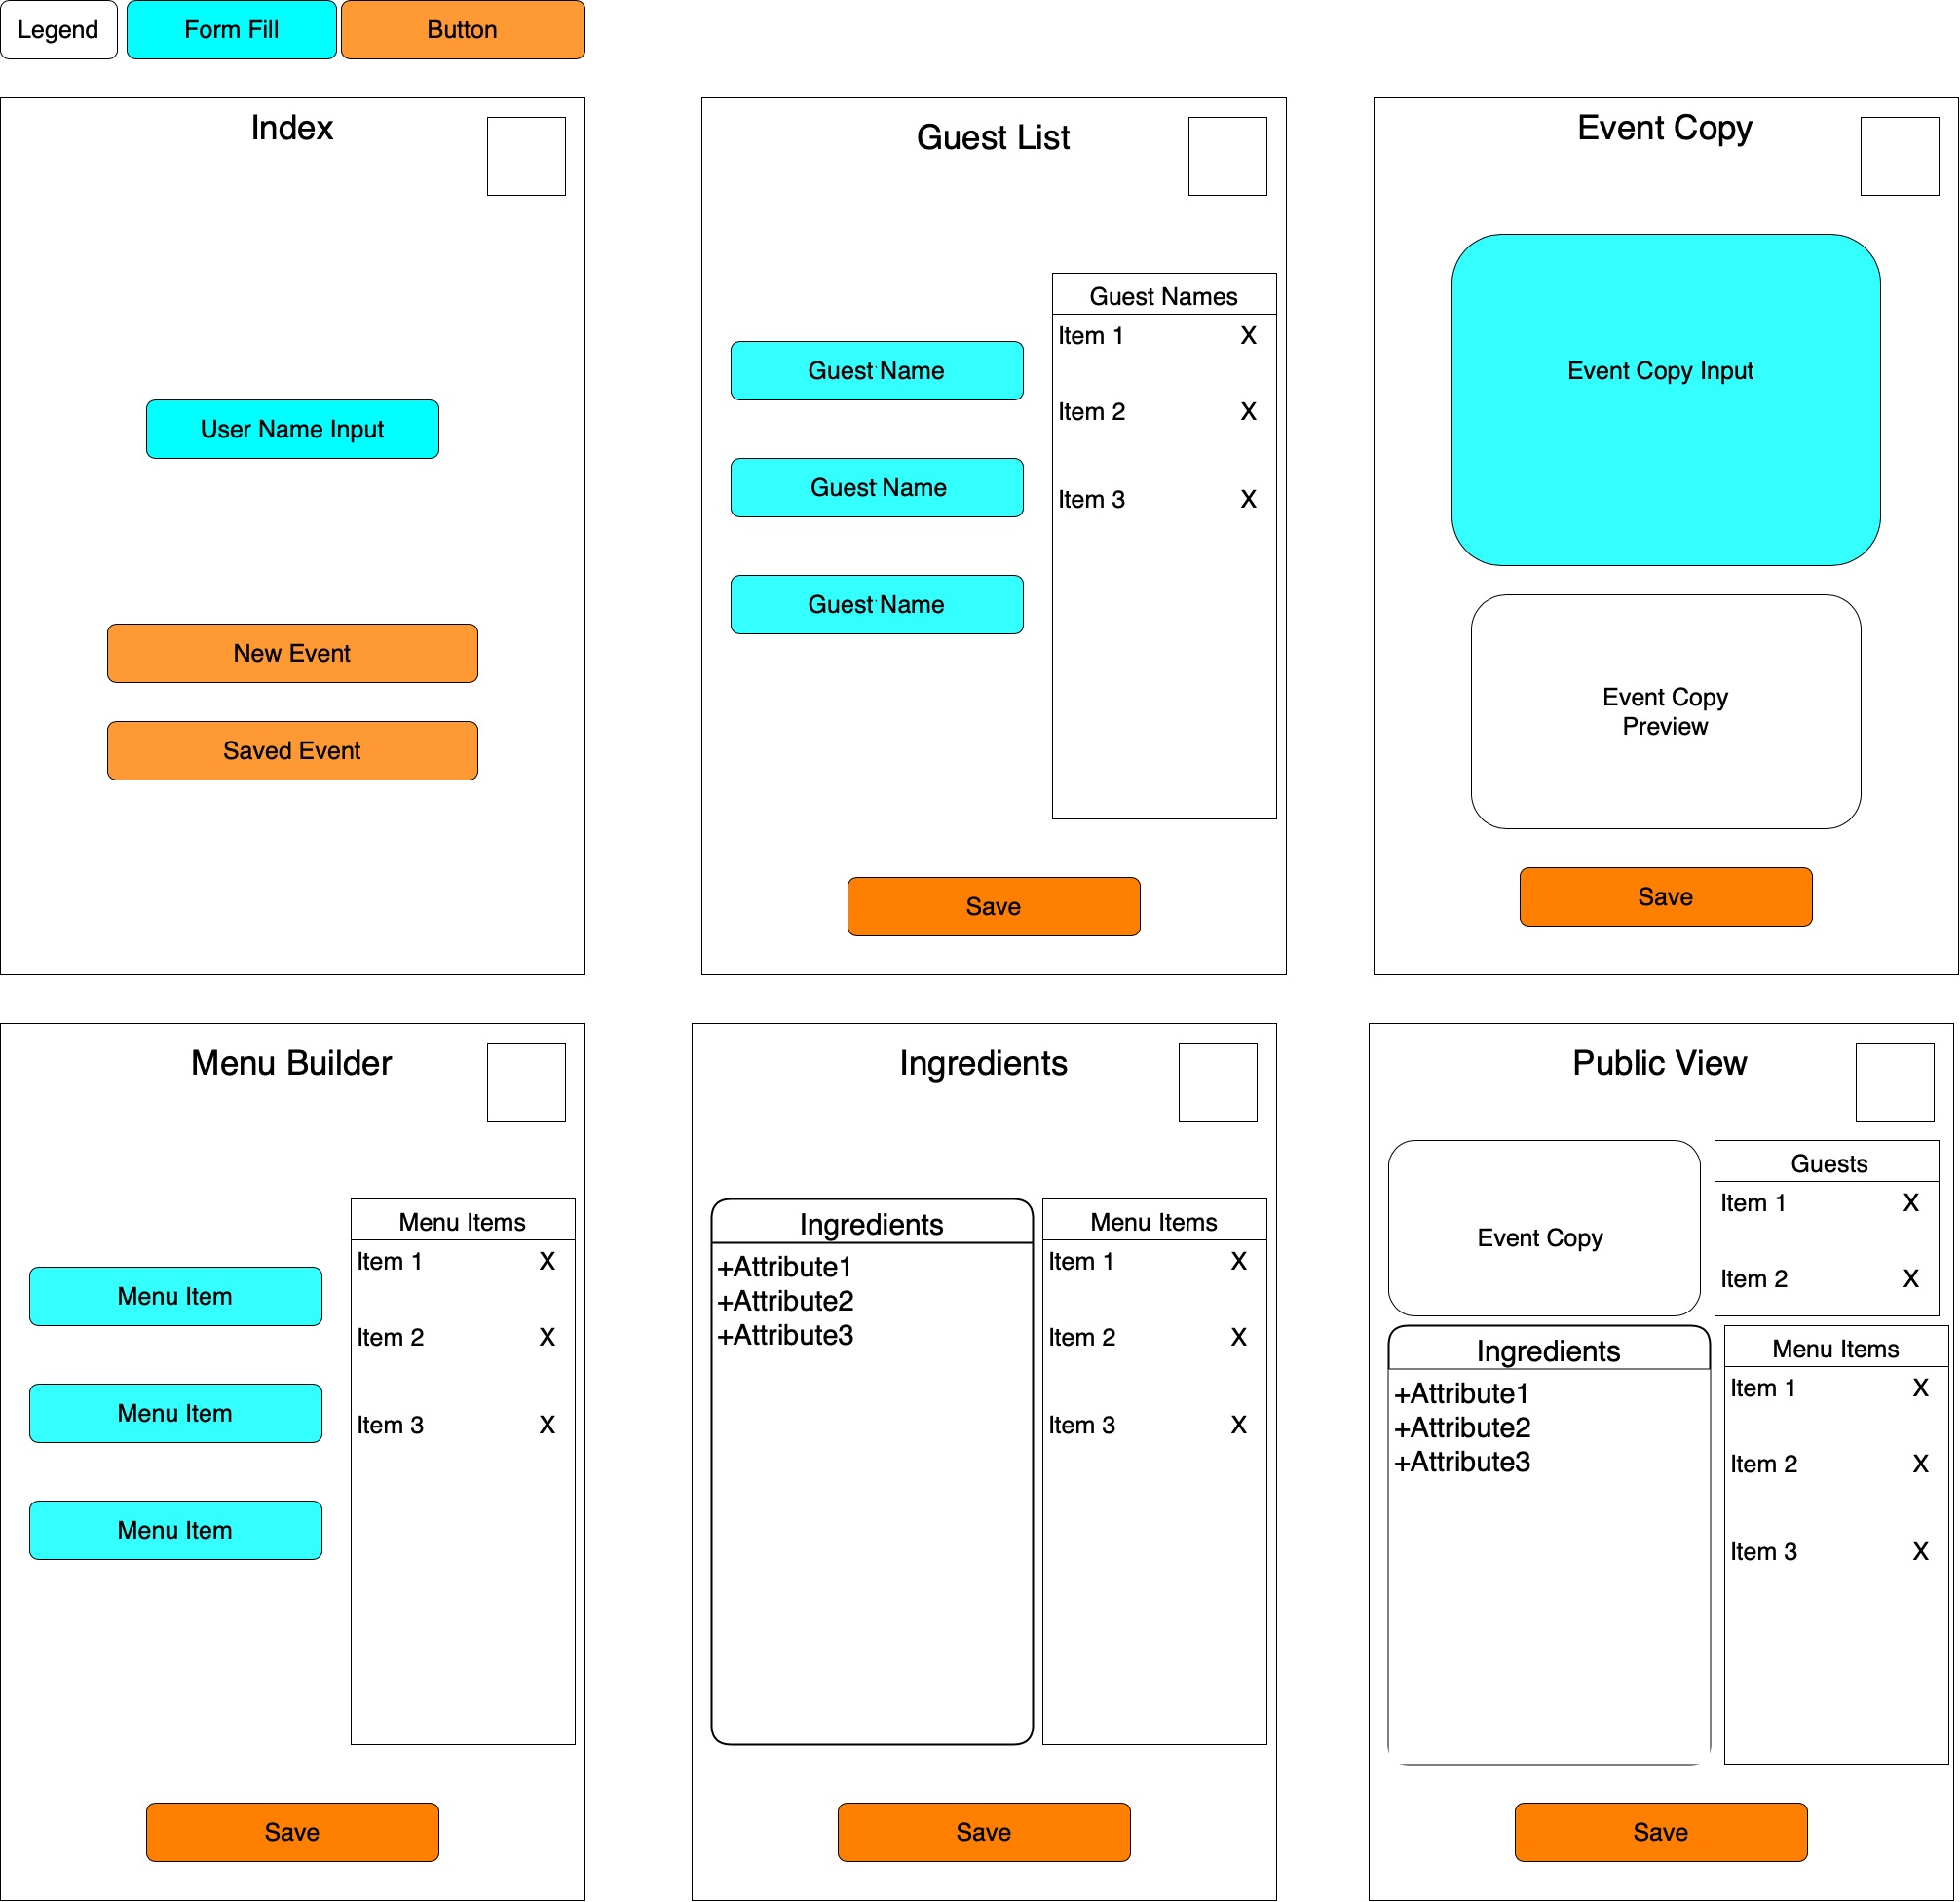 Legend
Form Fill
Button
Index
User Name Input
New Event
Saved Event
Guest List
Guest Name
Guest Name
Guest Name
Guest Names
Item 1 X
Item 2 X
Item 3 X
Save
Event Copy
Event Copy Input
Event Copy
Preview
Save
Menu Builder
Menu Item
Menu Item
Menu Item
Menu Items
Item 1 X
Item 2 X
Item 3 X
Save
Ingredients
Ingredients
+Attribute1
+Attribute2
+Attribute3
Menu Items
Item 1 X
Item 2 X
Item 3 X
Save
Public View
Event Copy
Guests
Item 1 X
Item 2 X
Ingredients
+Attribute1
+Attribute2
+Attribute3
Menu Items
Item 1 X
Item 2 X
Item 3 X
Save